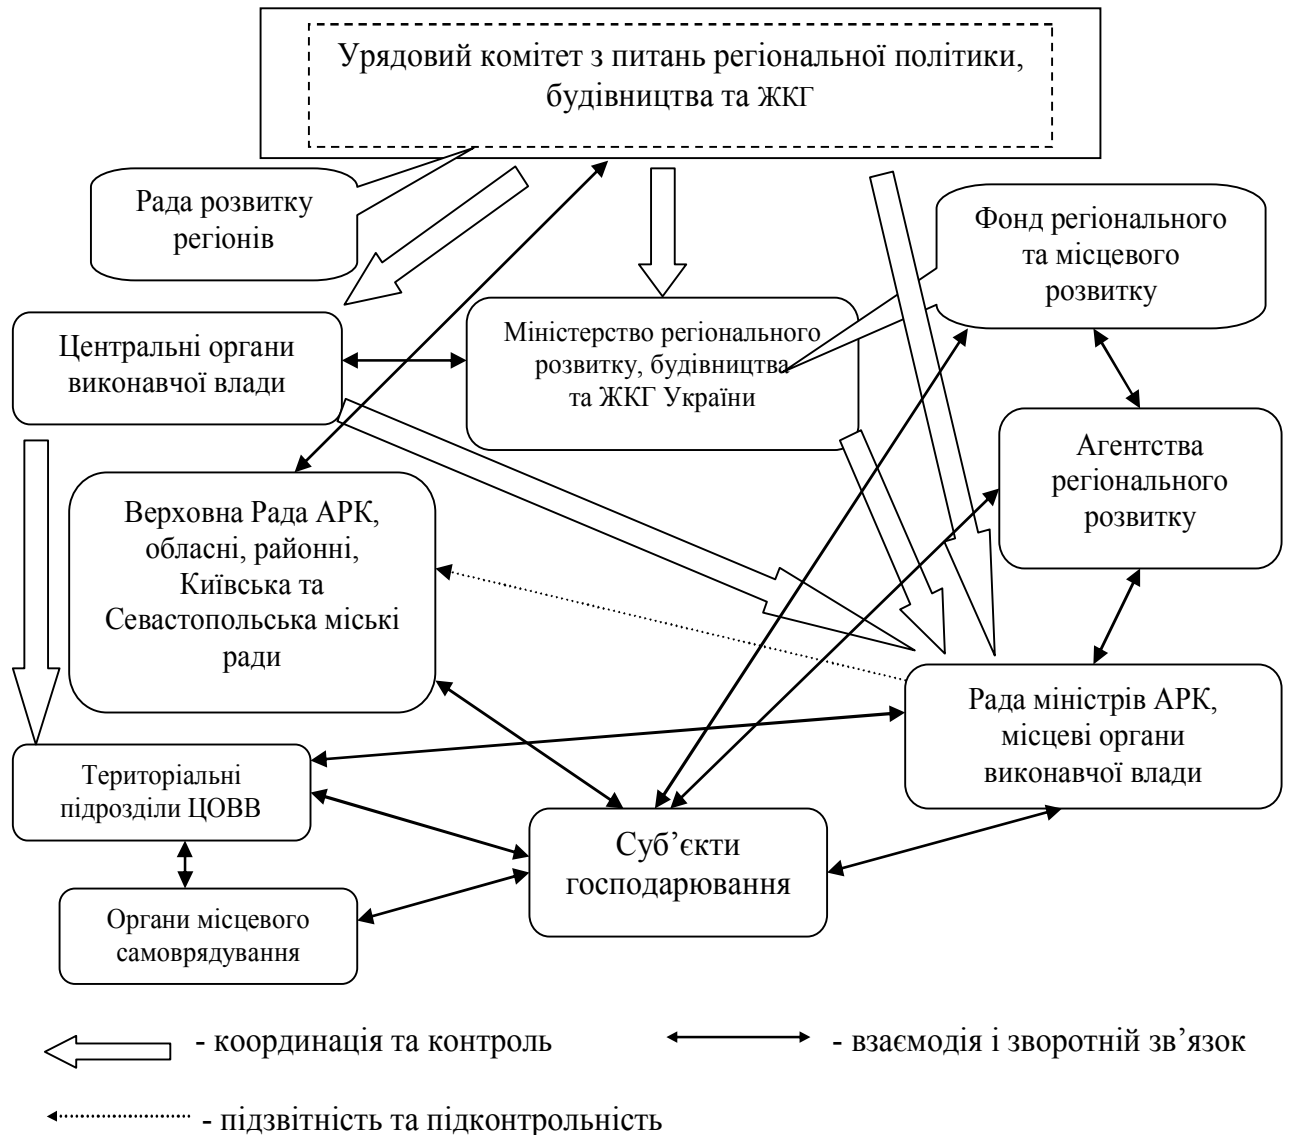 Урядовий комітет з питань регіональної політики,
будівництва та ЖКГ
Рада розвитку
регіонів
Фонд регіонального
та місцевого
розвитку
Центральні органи
виконавчої влади
Міністерство регіонального
розвитку, будівництва
та ЖКГ України
Агентства
регіонального
розвитку
Верховна Рада АРК,
обласні, районні,
Київська та
Севастопольська міські
ради
Рада міністрів АРК,
місцеві органи
виконавчої влади
Територіальні
підрозділи ЦОВВ
Суб’єкти
господарювання
Органи місцевого
самоврядування
- координація та контроль
- взаємодія і зворотній зв’язок
- підзвітність та підконтрольність